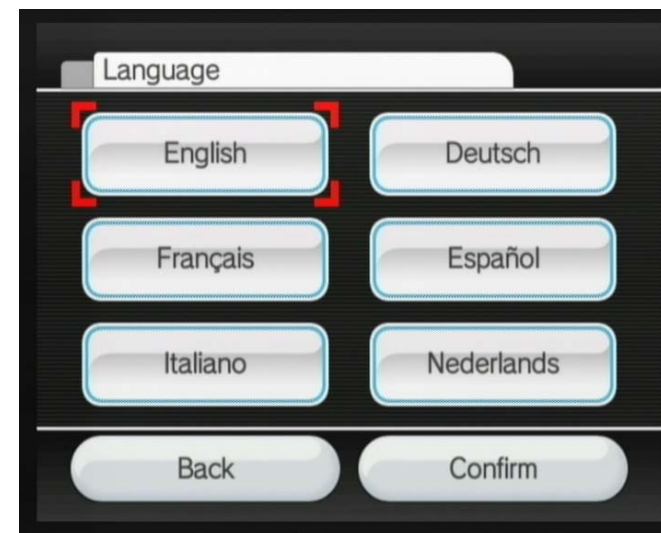 Language
English Deutsch
Français Español
Italiano Nederlands
Back Confirm